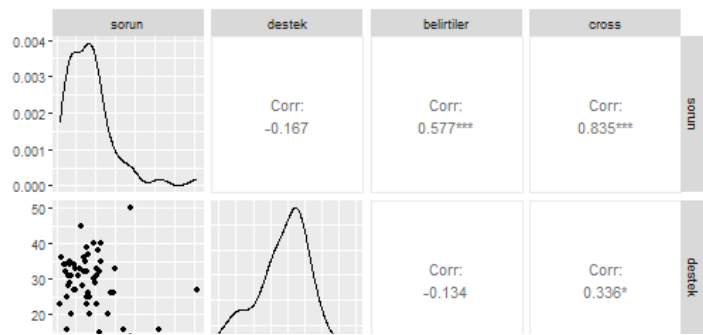 sorun destek belirtiler cross
0.004
0.003
0.002
0.001
0.000
Corr:
-0.167
Corr:
0.577***
Corr:
0.835***
sorun
50
40
30
20
Corr:
-0.134
Corr:
0.336*
destek